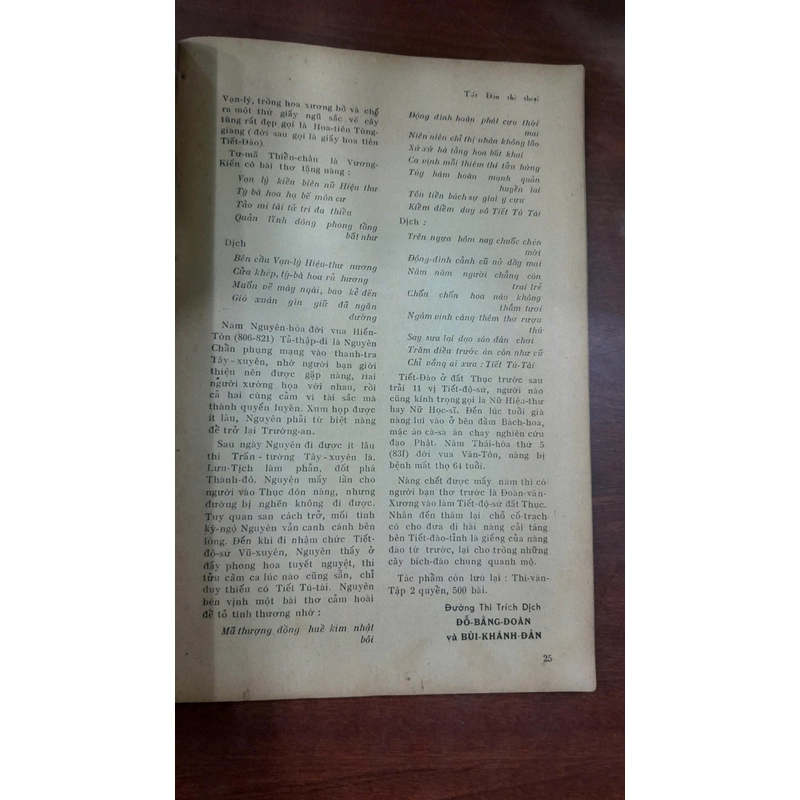 Vạn-lý, trồng hoa xương bồ và chế
ra một thứ giấy ngũ sắc vẽ cây
tùng rất đẹp gọi là Hoa-tiên Tùng-
giang ( đời sau gọi là giấy hoa tiên
Tiết-Đào).
Tư-mã Thiều-châu là Vương-
Kiến có bài thơ tặng nàng :
Vạn lý kiều biên nữ Hiệu thư
Tỳ bà hoa hạ bế môn cư
Tảo mi tài tử tri đa thiểu
Quản lĩnh đông phong tổng
bất như
Dịch
Bên cầu Vạn-lý Hiệu-thư nương
Cửa khép, tỳ-bà hoa rủ hương
Muốn vẽ mày ngài, bao kẻ đến
Gió xuân gìn giữ đã ngăn
đường
Năm Nguyên-hòa đời vua Hiến-
Tôn (806-821) Tả-thập-di là Nguyên
Chẩn phụng mạng vào thanh-tra
Tây-xuyên, nhờ người bạn giới
thiệu nên được gặp nàng, hai
người xướng họa với nhau, rồi
cả hai cùng cảm vì tài sắc mà
thành quyến luyến. Xum họp được
ít lâu, Nguyên phải từ biệt nàng
để trở lại Trường-an.
Sau ngày Nguyên đi được ít lâu
thì Trấn - tướng Tây - xuyên là
Lưu-Tịch làm phản, đốt phá
Thành-đô. Nguyên mấy lần cho
người vào Thục đón nàng, nhưng
đường bị nghẽn không đi được.
Tuy quan san cách trở, mối tình
kỳ-ngộ Nguyên vẫn canh cánh bên
lòng. Đến khi đi nhậm chức Tiết-
độ-sứ Vũ-xuyên, Nguyên thấy ở
đấy phong hoa tuyết nguyệt, thi
tửu cầm ca lúc nào cũng sẵn, chỉ
duy thiếu có Tiết Tú-tài. Nguyên
bèn vịnh một bài thơ cảm hoài
để tỏ tình thương nhớ :
Mã thượng đồng huề kim nhật
bôi
Tiết Đào thi thoại
Động đình hoàn phát cựu thời
mai
Niên niên chỉ thị nhân không lão
Xứ xứ hà tằng hoa bất khai
Ca vịnh mỗi thiêm thi tửu hứng
Túy hàm hoàn mạnh quản
huyền lai
Tôn tiền bách sự giai y cựu
Kiểm điểm duy vô Tiết Tú Tài
Dịch :
Trên ngựa hôm nay chuốc chén
mời
Động-đình cảnh cũ nở đầy mai
Năm năm người chẳng còn
trai trẻ
Chốn chốn hoa nào không
thắm tươi
Ngâm vịnh càng thêm thơ rượu
thú
Say sưa lại dạo sáo đàn chơi
Trăm điều trước án còn như cũ
Chỉ vắng ai xưa : Tiết Tú-Tài
Tiết-Đào ở đất Thục trước sau
trải 11 vị Tiết-độ-sứ, người nào
cũng kính trọng gọi là Nữ Hiệu-thư
hay Nữ Học-sĩ. Đến lúc tuổi già
nàng lui vào ở bên đầm Bách-hoa,
mặc áo cà-sa ăn chay nghiên cứu
đạo Phật. Năm Thái-hòa thứ 5
(831) đời vua Văn-Tôn, nàng bị
bệnh mất thọ 64 tuổi.
Nàng chết được mấy năm thì có
người bạn thơ trước là Đoàn-văn-
Xương vào làm Tiết-độ-sứ đất Thục.
Nhân đến thăm lại chỗ cố-trạch
có cho đưa di hài nàng cải táng
bên Tiết-đào-tỉnh là giếng của nàng
đào từ trước, lại cho trồng những
cây bích-đào chung quanh mộ.
Tác phẩm còn lưu lại : Thi-văn-
Tập 2 quyển, 500 bài.
Đường Thi Trích Dịch
ĐỖ-BẰNG-ĐOÀN
và BÙI-KHÁNH-ĐẢN
25